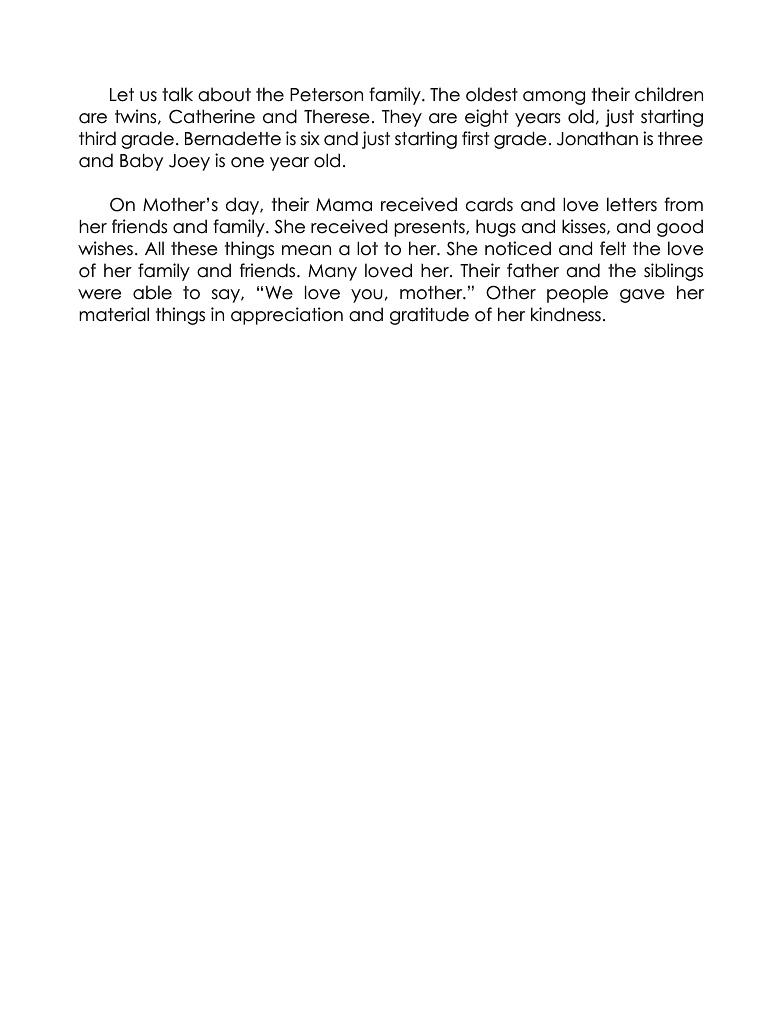 Let us talk about the Peterson family. The oldest among their children
are twins, Catherine and Therese. They are eight years old, just starting
third grade. Bernadette is six and just starting first grade. Jonathan is three
and Baby Joey is one year old.
On Mother’s day, their Mama received cards and love letters from
her friends and family. She received presents, hugs and kisses, and good
wishes. All these things mean a lot to her. She noticed and felt the love
of her family and friends. Many loved her. Their father and the siblings
were able to say, “We love you, mother.” Other people gave her
material things in appreciation and gratitude of her kindness.